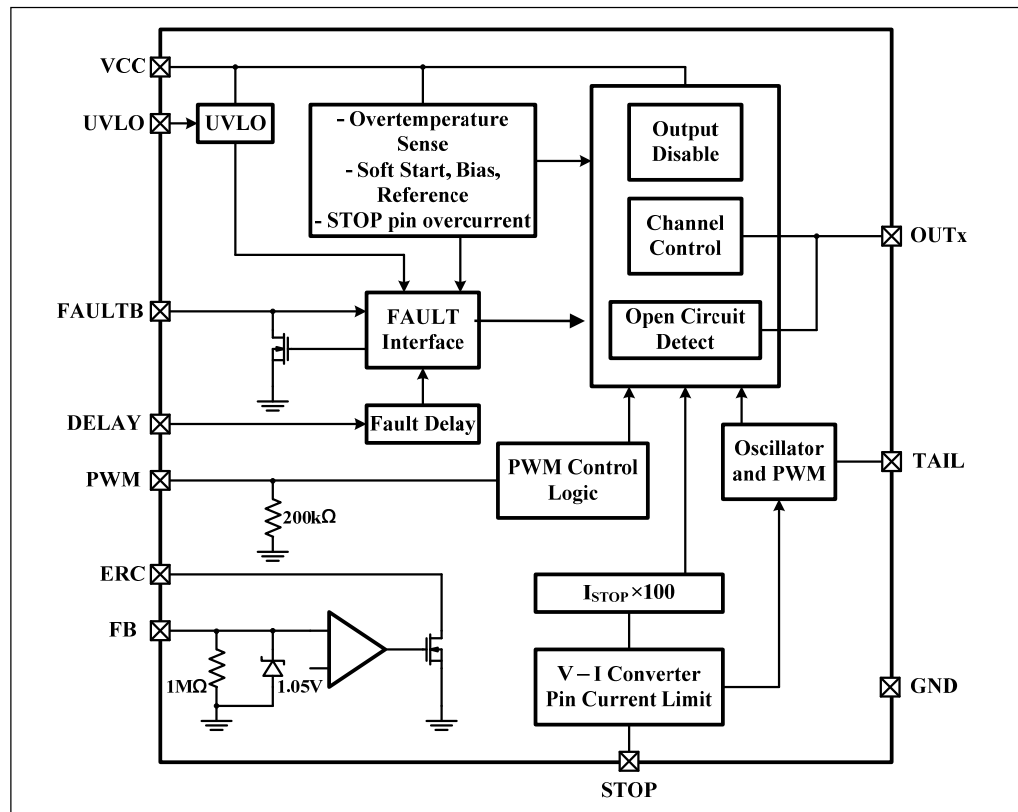 VCC
UVLO
UVLO
- Overtemperature
Sense
- Soft Start, Bias,
Reference
- STOP pin overcurrent
Output
Disable
Channel
Control
OUTx
Open Circuit
Detect
FAULTB
FAULT
Interface
DELAY
Fault Delay
PWM
PWM Control
Logic
Oscillator
and PWM
TAIL
200kΩ
ERC
ISTOP ×100
FB
1MΩ
1.05V
V – I Converter
Pin Current Limit
GND
STOP